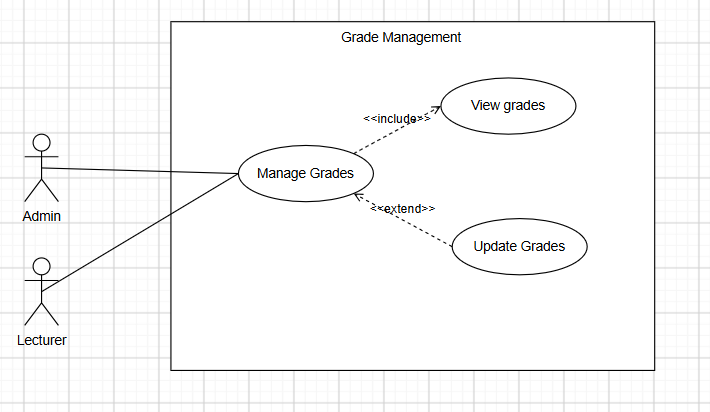 Grade Management
View grades
<<include>>
Manage Grades
<<extend>>
Admin
Update Grades
Lecturer